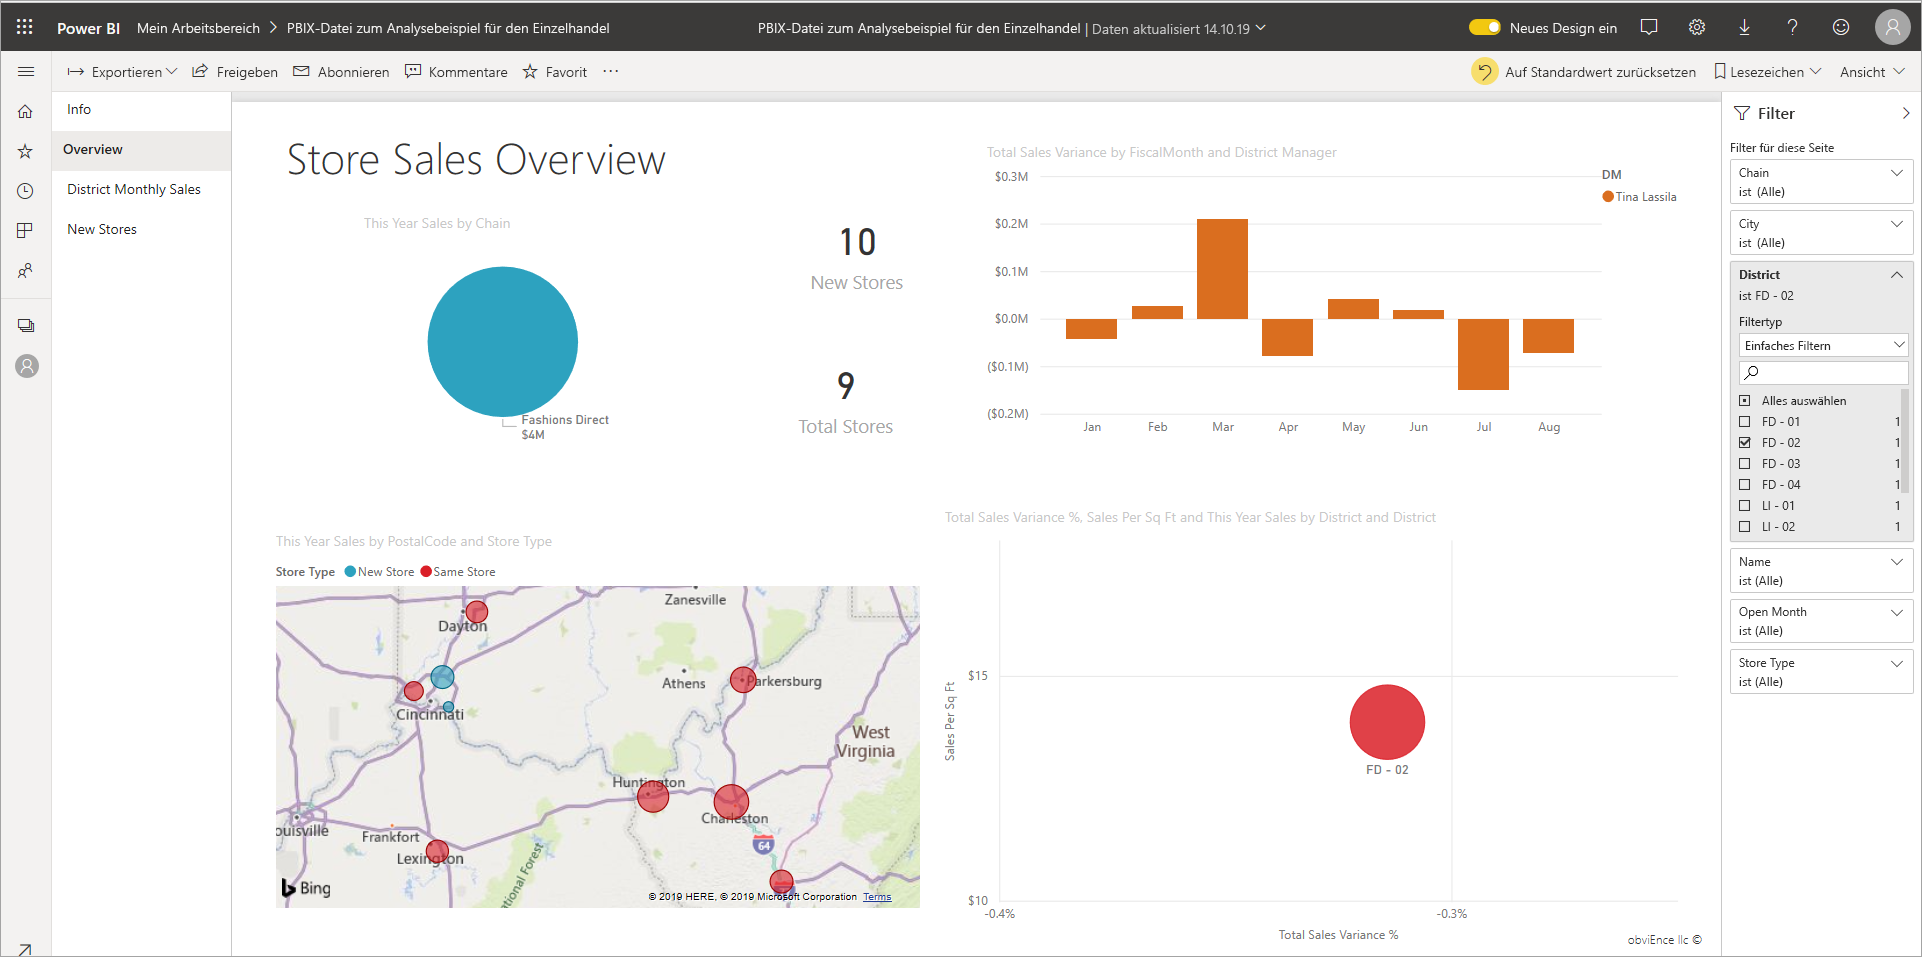 Power BI Mein Arbeitsbereich PBIX-Datei zum Analysebeispiel für den Einzelhandel
PBIX-Datei zum Analysebeispiel für den Einzelhandel | Daten aktualisiert 14.10.19
Neues Design ein
Exportieren Freigeben Abonnieren Kommentare Favorit ...
Auf Standardwert zurücksetzen Lesezeichen Ansicht
Info
Overview
District Monthly Sales
New Stores
Store Sales Overview
This Year Sales by Chain
Fashions Direct
$4M
10
New Stores
9
Total Stores
Total Sales Variance by FiscalMonth and District Manager
$0.3M
$0.2M
$0.1M
$0.0M
($0.1M)
($0.2M)
Jan Feb Mar Apr May Jun Jul Aug
DM
Tina Lassila
This Year Sales by PostalCode and Store Type
Store Type New Store Same Store
Zanesville
Dayton
Athens
Parkersburg
Cincinnati
West
Virginia
Huntington
Charleston
ouisville
Frankfort
Lexington
64
tional Forest
Bing
© 2019 HERE, © 2019 Microsoft Corporation Terms
Total Sales Variance %, Sales Per Sq Ft and This Year Sales by District and District
Sales Per Sq Ft
$15
$10
FD - 02
-0.4%
-0.3%
Total Sales Variance %
obviEnce llc ©
Filter
Filter für diese Seite
Chain
ist (Alle)
City
ist (Alle)
District
ist FD - 02
Filtertyp
Einfaches Filtern
Alles auswählen
FD - 01 1
FD - 02 1
FD - 03 1
FD - 04 1
LI - 01 1
LI - 02 1
Name
ist (Alle)
Open Month
ist (Alle)
Store Type
ist (Alle)